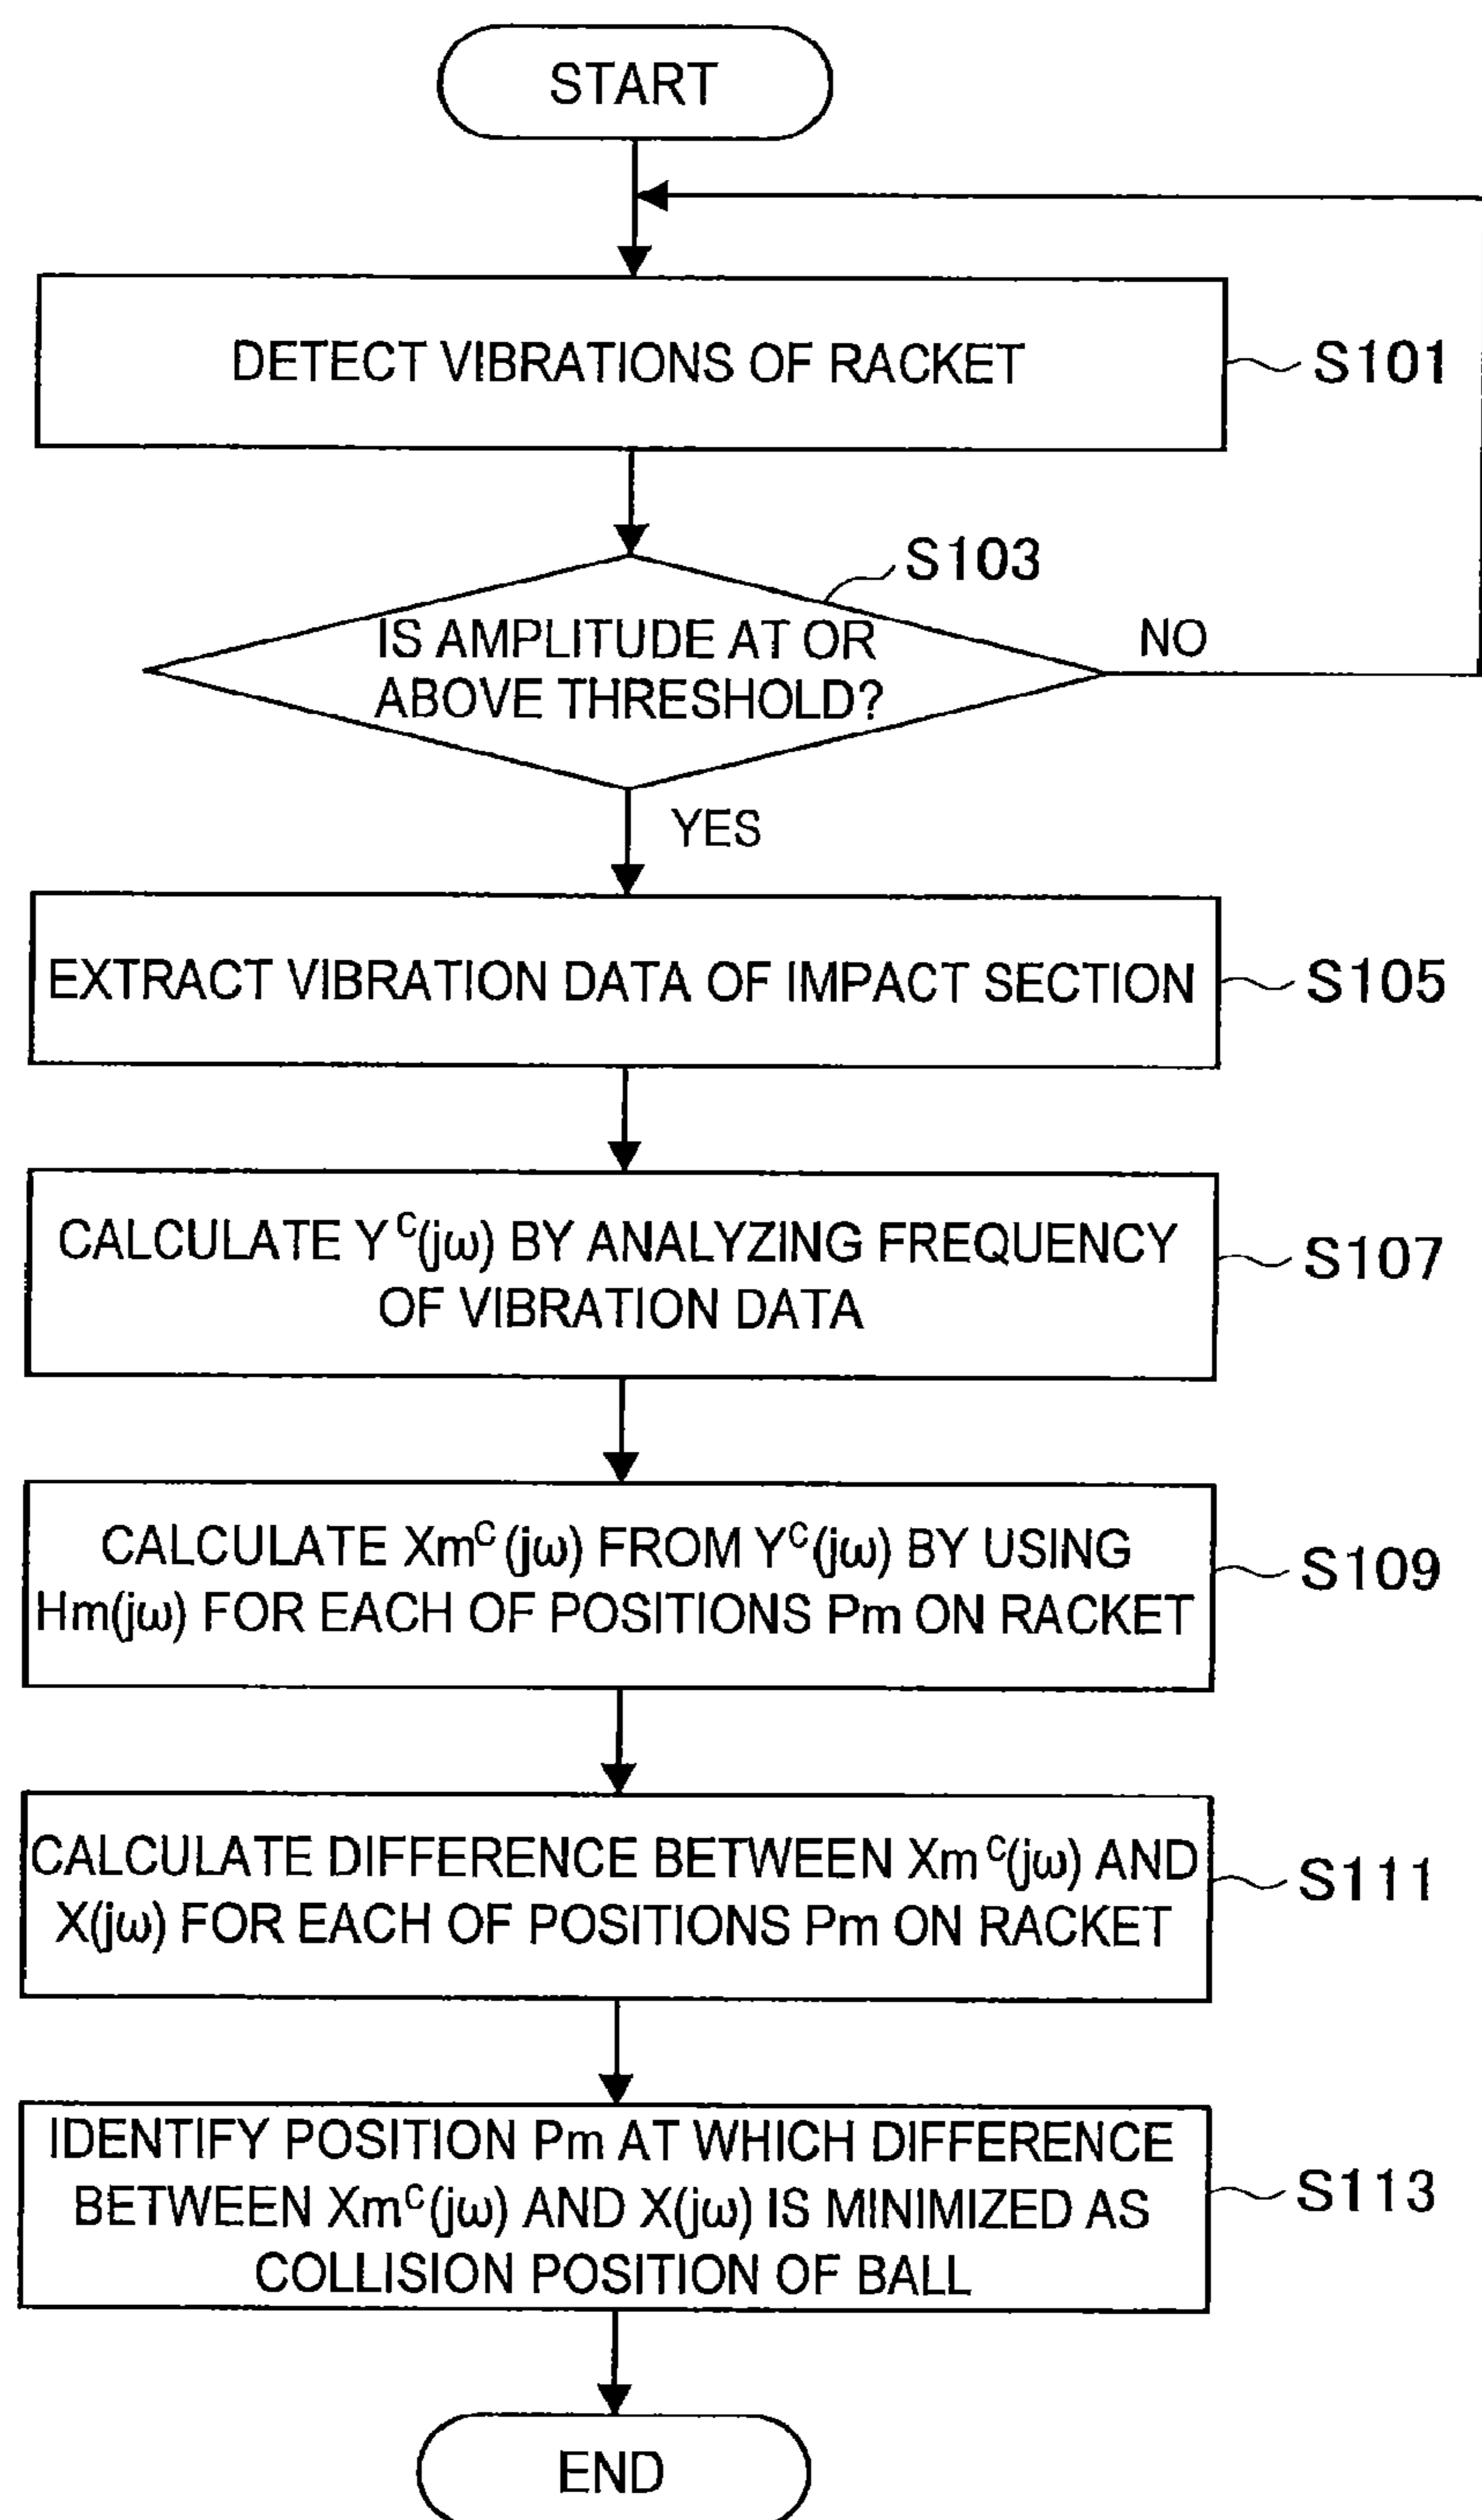 START
DETECT VIBRATIONS OF RACKET
S101
S103
IS AMPLITUDE AT OR
ABOVE THRESHOLD?
NO
YES
EXTRACT VIBRATION DATA OF IMPACT SECTION
S105
CALCULATE Y^C(jω) BY ANALYZING FREQUENCY
OF VIBRATION DATA
S107
CALCULATE Xm^C(jω) FROM Y^C(jω) BY USING
Hm(jω) FOR EACH OF POSITIONS Pm ON RACKET
S109
CALCULATE DIFFERENCE BETWEEN Xm^C(jω) AND
X(jω) FOR EACH OF POSITIONS Pm ON RACKET
S111
IDENTIFY POSITION Pm AT WHICH DIFFERENCE
BETWEEN Xm^C(jω) AND X(jω) IS MINIMIZED AS
COLLISION POSITION OF BALL
S113
END